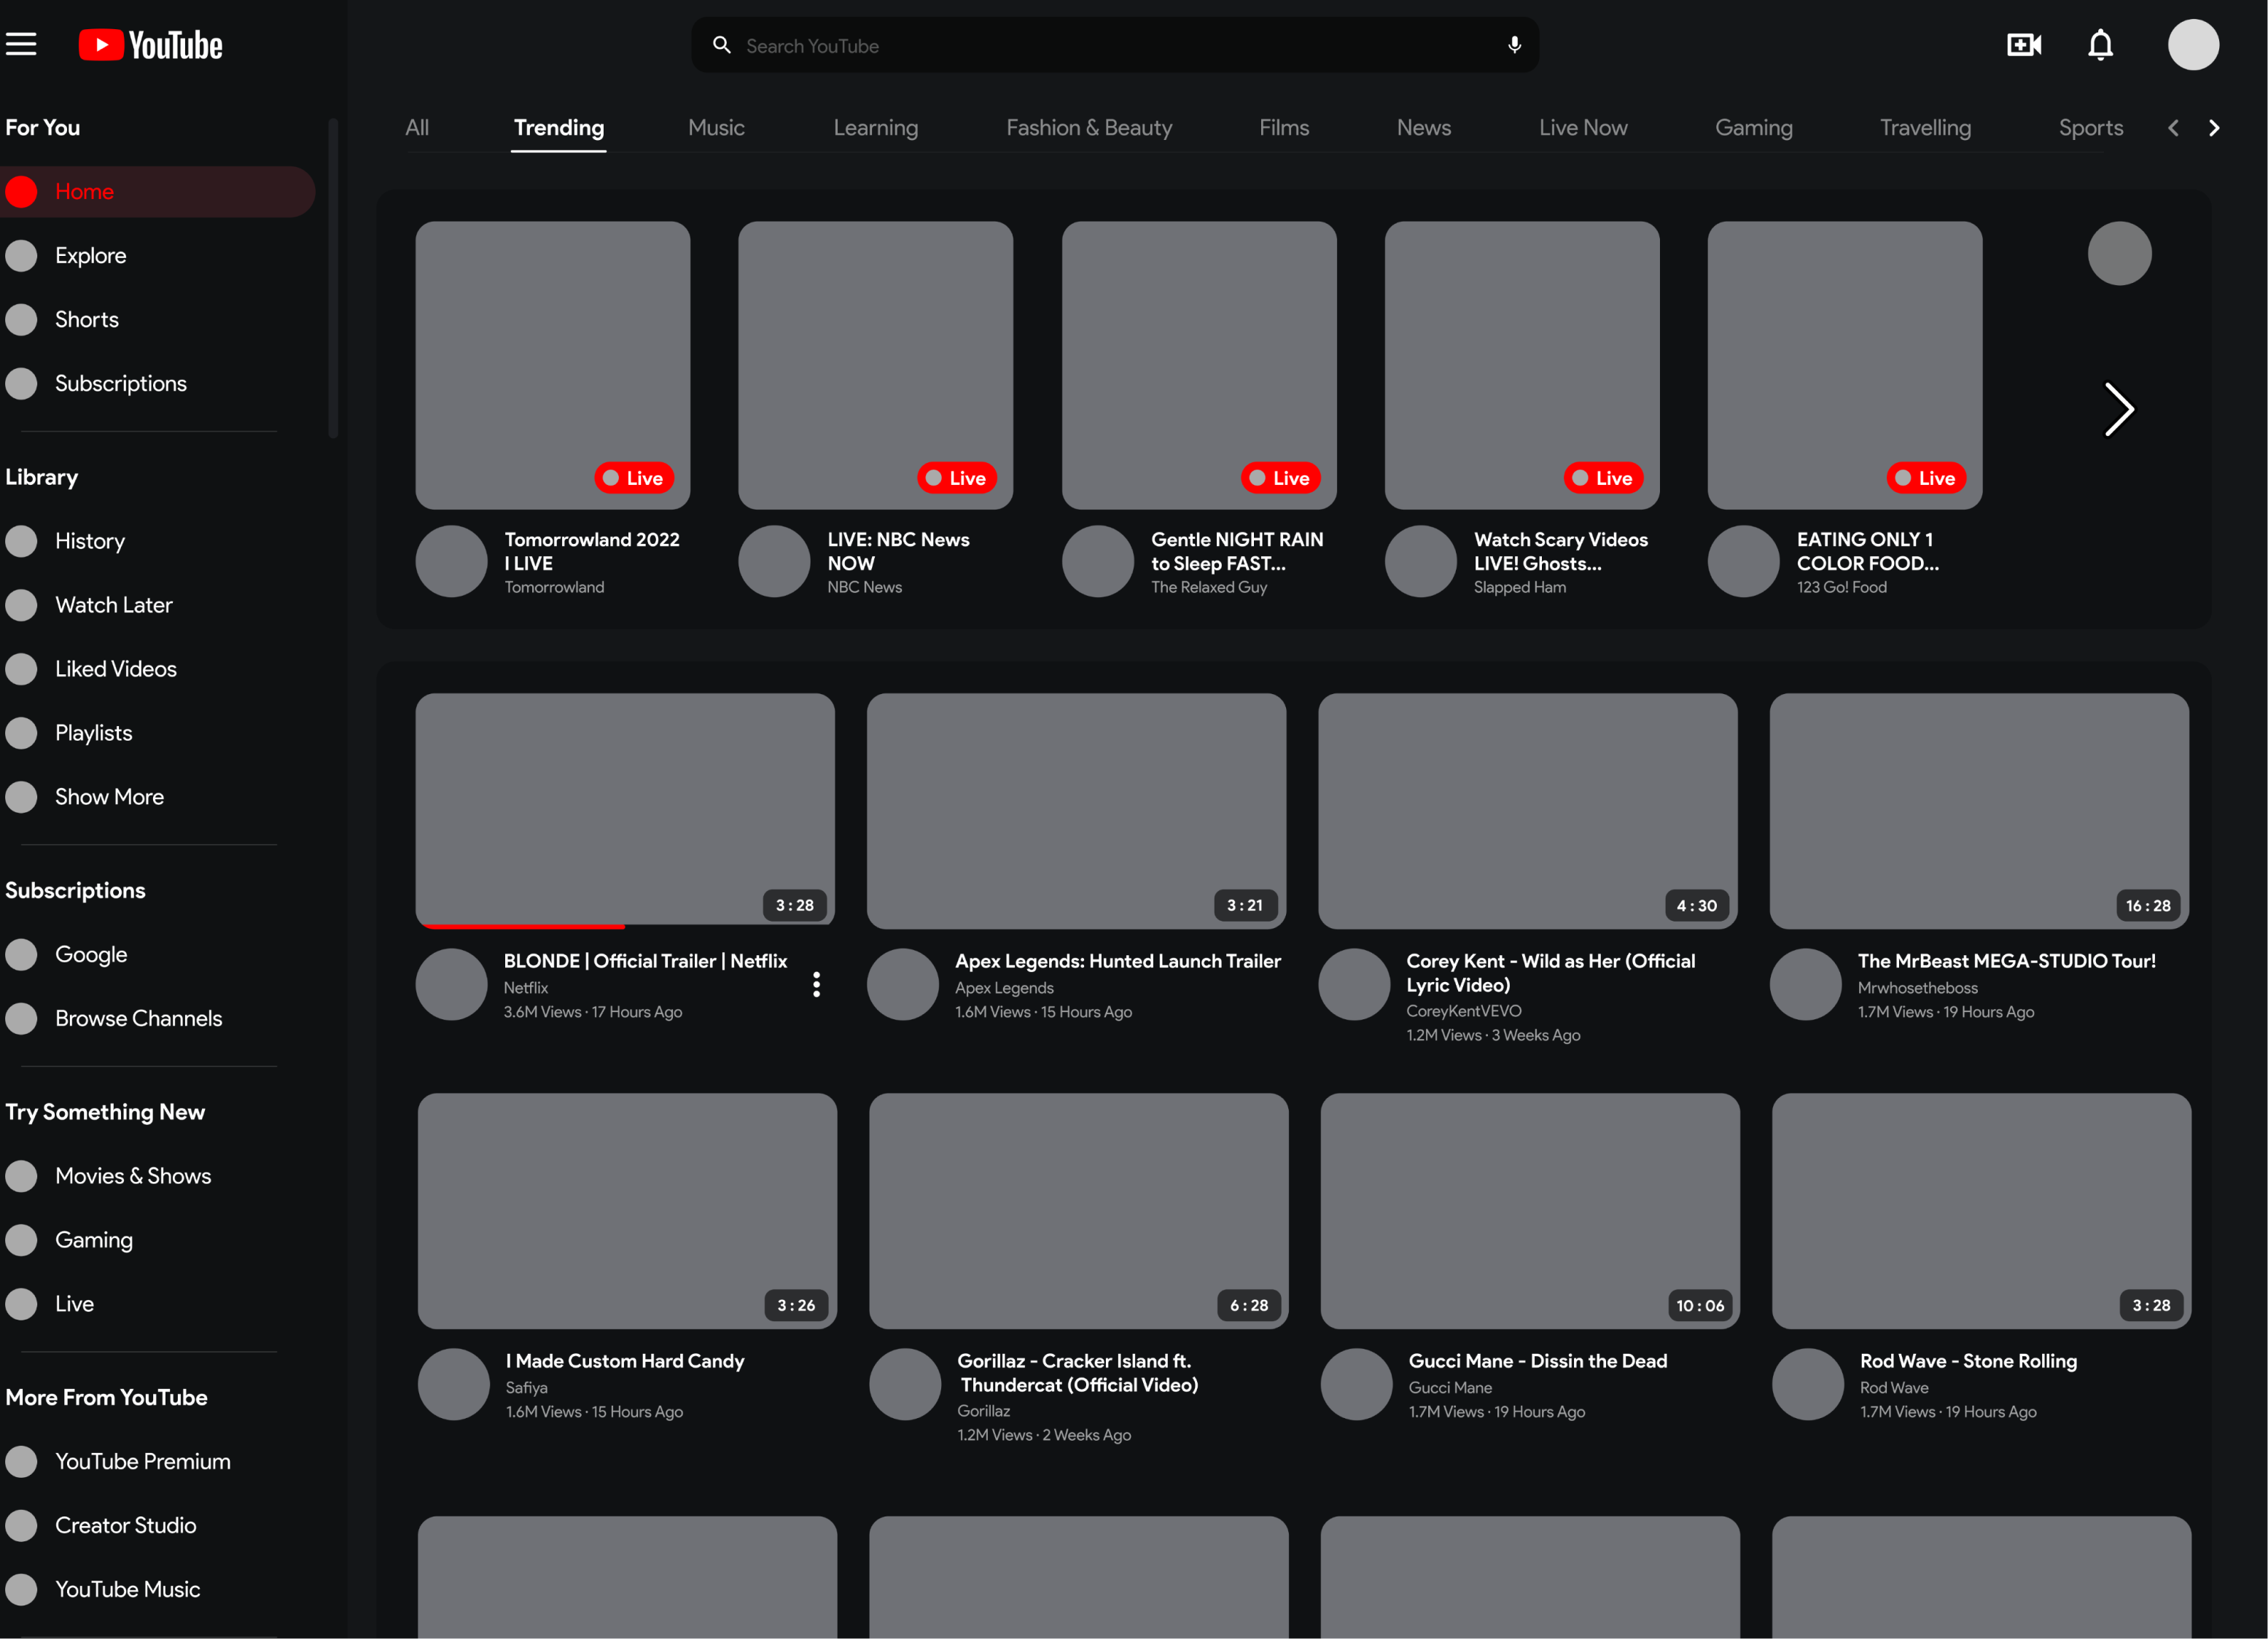 YouTube
Search YouTube
For You
Home
Explore
Shorts
Subscriptions
Library
History
Watch Later
Liked Videos
Playlists
Show More
Subscriptions
Google
Browse Channels
Try Something New
Movies & Shows
Gaming
Live
More From YouTube
YouTube Premium
Creator Studio
YouTube Music
All
Trending
Music
Learning
Fashion & Beauty
Films
News
Live Now
Gaming
Travelling
Sports
Live
Tomorrowland 2022
I LIVE
Tomorrowland
Live
LIVE: NBC News
NOW
NBC News
Live
Gentle NIGHT RAIN
to Sleep FAST...
The Relaxed Guy
Live
Watch Scary Videos
LIVE! Ghosts...
Slapped Ham
Live
EATING ONLY 1
COLOR FOOD...
123 Go! Food
3 : 28
BLONDE | Official Trailer | Netflix
Netflix
3.6M Views · 17 Hours Ago
3 : 21
Apex Legends: Hunted Launch Trailer
Apex Legends
1.6M Views · 15 Hours Ago
4 : 30
Corey Kent - Wild as Her (Official
Lyric Video)
CoreyKentVEVO
1.2M Views · 3 Weeks Ago
16 : 28
The MrBeast MEGA-STUDIO Tour!
Mrwhosetheboss
1.7M Views · 19 Hours Ago
3 : 26
I Made Custom Hard Candy
Safiya
1.6M Views · 15 Hours Ago
6 : 28
Gorillaz - Cracker Island ft.
Thundercat (Official Video)
Gorillaz
1.2M Views · 2 Weeks Ago
10 : 06
Gucci Mane - Dissin the Dead
Gucci Mane
1.7M Views · 19 Hours Ago
3 : 28
Rod Wave - Stone Rolling
Rod Wave
1.7M Views · 19 Hours Ago